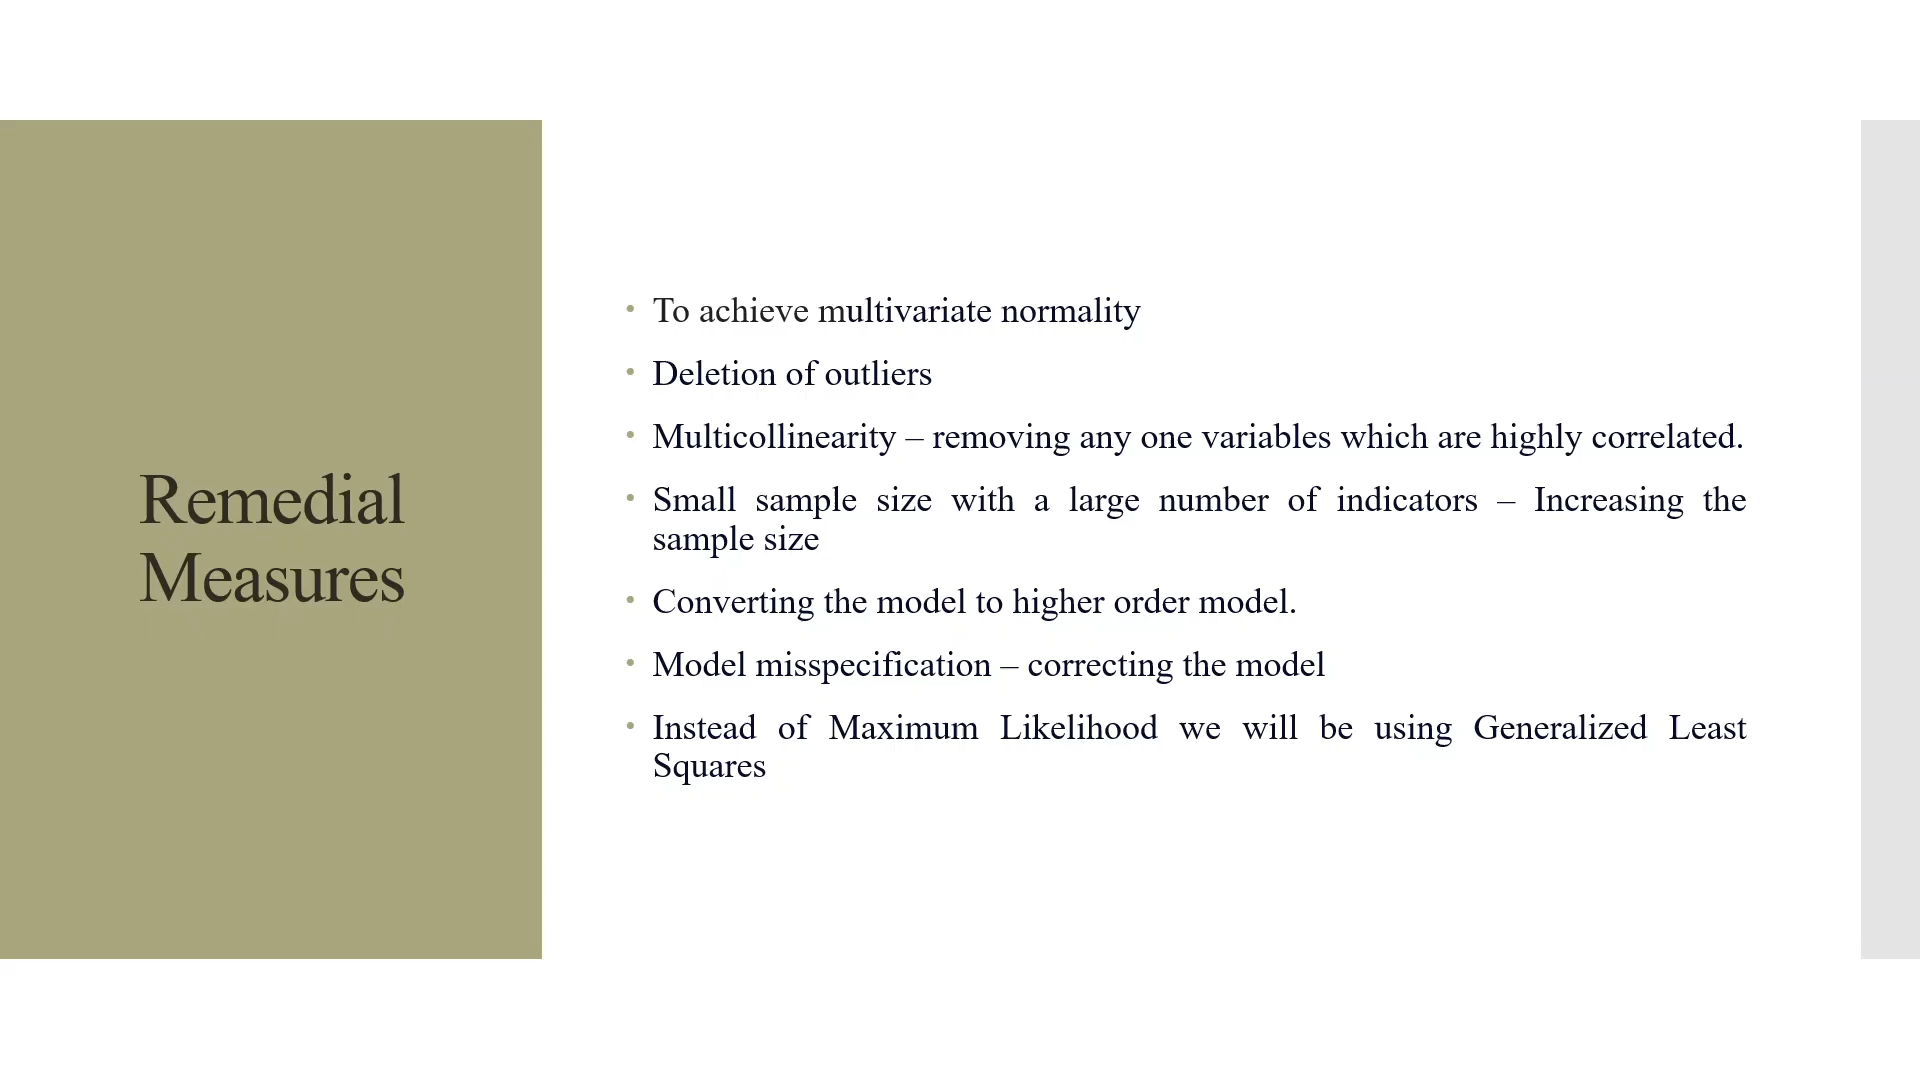 Remedial
Measures
• To achieve multivariate normality
• Deletion of outliers
• Multicollinearity – removing any one variables which are highly correlated.
• Small sample size with a large number of indicators – Increasing the
sample size
• Converting the model to higher order model.
• Model misspecification – correcting the model
• Instead of Maximum Likelihood we will be using Generalized Least
Squares